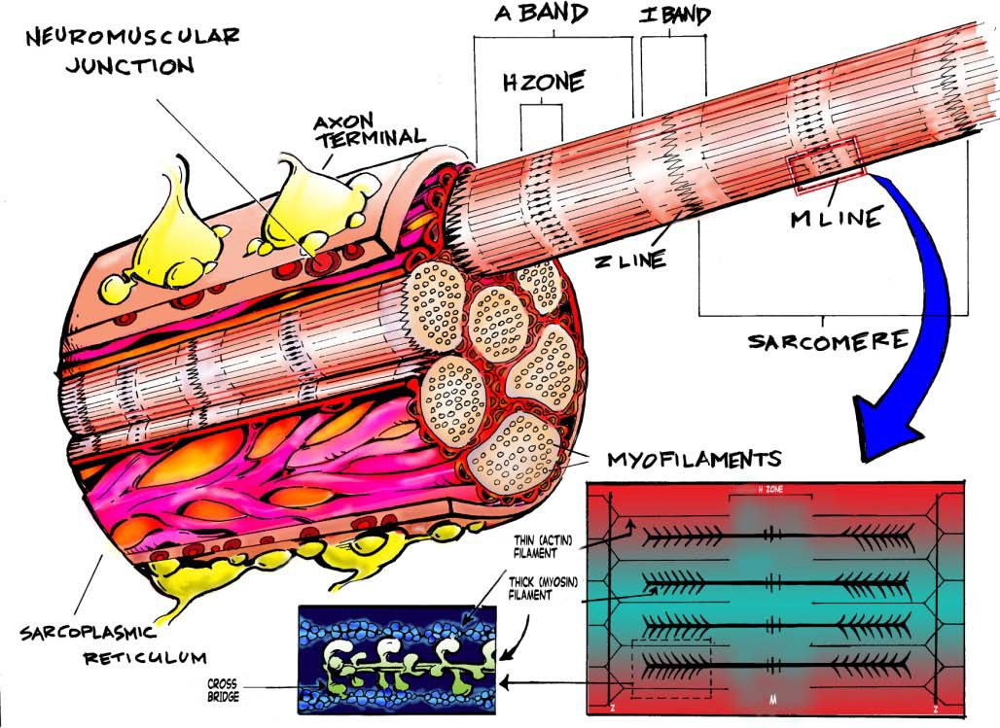 A BAND
I BAND
NEUROMUSCULAR
JUNCTION
H ZONE
AXON
TERMINAL
M LINE
Z LINE
SARCOMERE
MYOFILAMENTS
H ZONE
THIN (ACTIN)
FILAMENT
THICK (MYOSIN)
FILAMENT
SARCOPLASMIC
RETICULUM
CROSS
BRIDGE
M
Z
Z